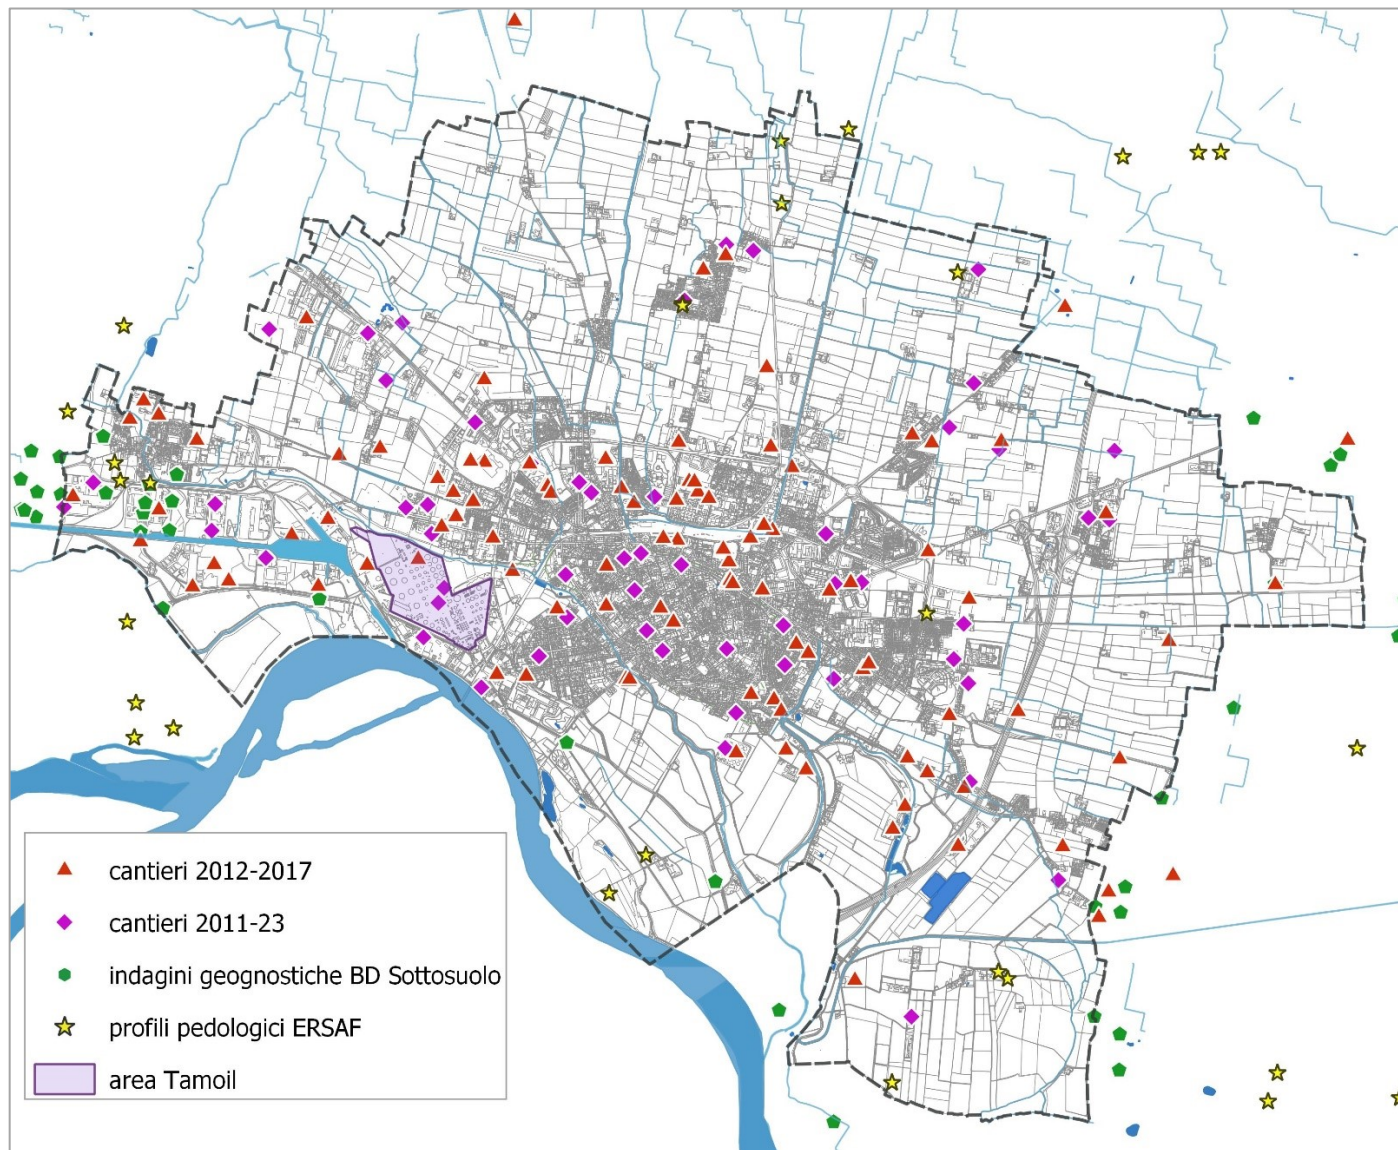 cantieri 2012-2017
cantieri 2011-23
indagini geognostiche BD Sottosuolo
profili pedologici ERSAF
area Tamoil